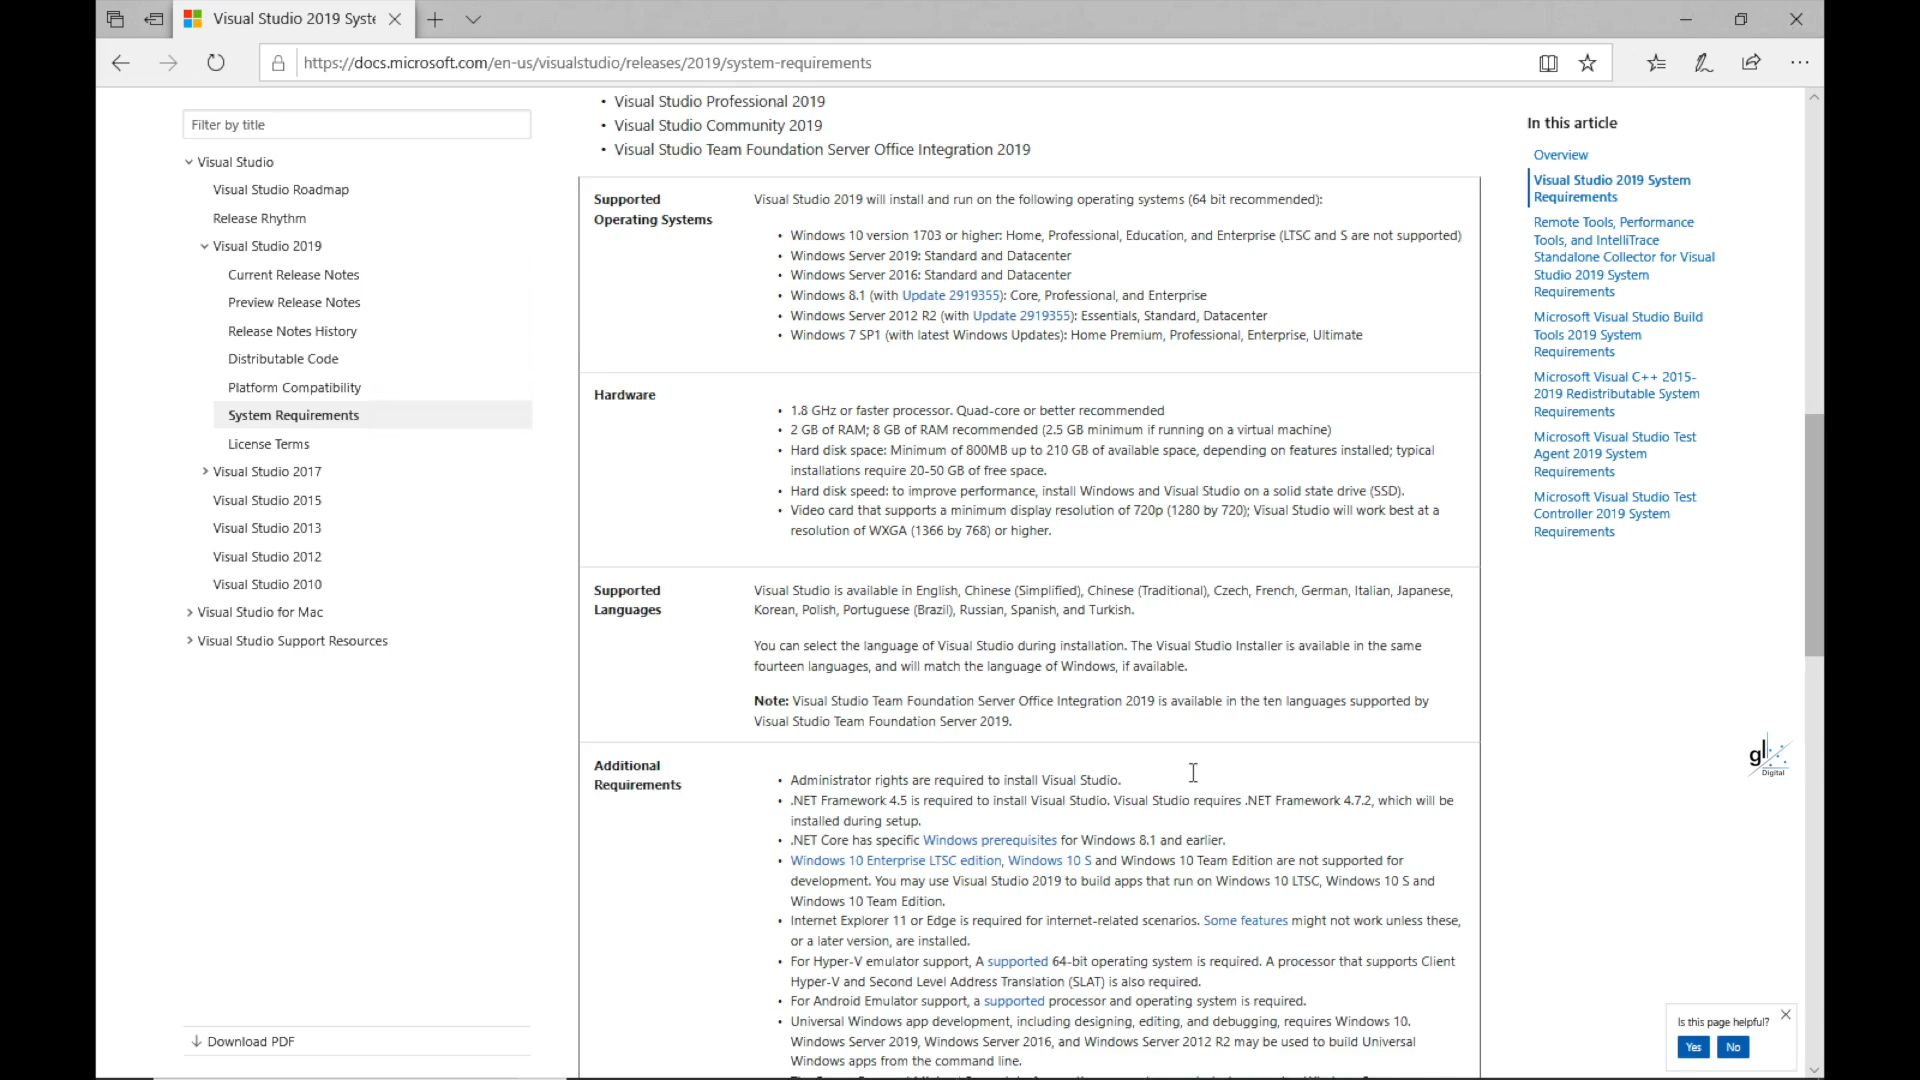 Visual Studio 2019 Syste
https://docs.microsoft.com/en-us/visualstudio/releases/2019/system-requirements
Filter by title
Visual Studio
Visual Studio Roadmap
Release Rhythm
Visual Studio 2019
Current Release Notes
Preview Release Notes
Release Notes History
Distributable Code
Platform Compatibility
System Requirements
License Terms
Visual Studio 2017
Visual Studio 2015
Visual Studio 2013
Visual Studio 2012
Visual Studio 2010
Visual Studio for Mac
Visual Studio Support Resources
Download PDF
• Visual Studio Professional 2019
• Visual Studio Community 2019
• Visual Studio Team Foundation Server Office Integration 2019
Supported
Operating Systems
Visual Studio 2019 will install and run on the following operating systems (64 bit recommended):
• Windows 10 version 1703 or higher: Home, Professional, Education, and Enterprise (LTSC and S are not supported)
• Windows Server 2019: Standard and Datacenter
• Windows Server 2016: Standard and Datacenter
• Windows 8.1 (with Update 2919355): Core, Professional, and Enterprise
• Windows Server 2012 R2 (with Update 2919355): Essentials, Standard, Datacenter
• Windows 7 SP1 (with latest Windows Updates): Home Premium, Professional, Enterprise, Ultimate
Hardware
• 1.8 GHz or faster processor. Quad-core or better recommended
• 2 GB of RAM; 8 GB of RAM recommended (2.5 GB minimum if running on a virtual machine)
• Hard disk space: Minimum of 800MB up to 210 GB of available space, depending on features installed; typical
installations require 20-50 GB of free space.
• Hard disk speed: to improve performance, install Windows and Visual Studio on a solid state drive (SSD).
• Video card that supports a minimum display resolution of 720p (1280 by 720); Visual Studio will work best at a
resolution of WXGA (1366 by 768) or higher.
Supported
Languages
Visual Studio is available in English, Chinese (Simplified), Chinese (Traditional), Czech, French, German, Italian, Japanese,
Korean, Polish, Portuguese (Brazil), Russian, Spanish, and Turkish.
You can select the language of Visual Studio during installation. The Visual Studio Installer is available in the same
fourteen languages, and will match the language of Windows, if available.
Note: Visual Studio Team Foundation Server Office Integration 2019 is available in the ten languages supported by
Visual Studio Team Foundation Server 2019.
Additional
Requirements
• Administrator rights are required to install Visual Studio.
• .NET Framework 4.5 is required to install Visual Studio. Visual Studio requires .NET Framework 4.7.2, which will be
installed during setup.
• .NET Core has specific Windows prerequisites for Windows 8.1 and earlier.
• Windows 10 Enterprise LTSC edition, Windows 10 S and Windows 10 Team Edition are not supported for
development. You may use Visual Studio 2019 to build apps that run on Windows 10 LTSC, Windows 10 S and
Windows 10 Team Edition.
• Internet Explorer 11 or Edge is required for internet-related scenarios. Some features might not work unless these,
or a later version, are installed.
• For Hyper-V emulator support, A supported 64-bit operating system is required. A processor that supports Client
Hyper-V and Second Level Address Translation (SLAT) is also required.
• For Android Emulator support, a supported processor and operating system is required.
• Universal Windows app development, including designing, editing, and debugging, requires Windows 10.
Windows Server 2019, Windows Server 2016, and Windows Server 2012 R2 may be used to build Universal
Windows apps from the command line.
In this article
Overview
Visual Studio 2019 System
Requirements
Remote Tools, Performance
Tools, and IntelliTrace
Standalone Collector for Visual
Studio 2019 System
Requirements
Microsoft Visual Studio Build
Tools 2019 System
Requirements
Microsoft Visual C++ 2015-
2019 Redistributable System
Requirements
Microsoft Visual Studio Test
Agent 2019 System
Requirements
Microsoft Visual Studio Test
Controller 2019 System
Requirements
gl
Digital
Is this page helpful?
Yes No